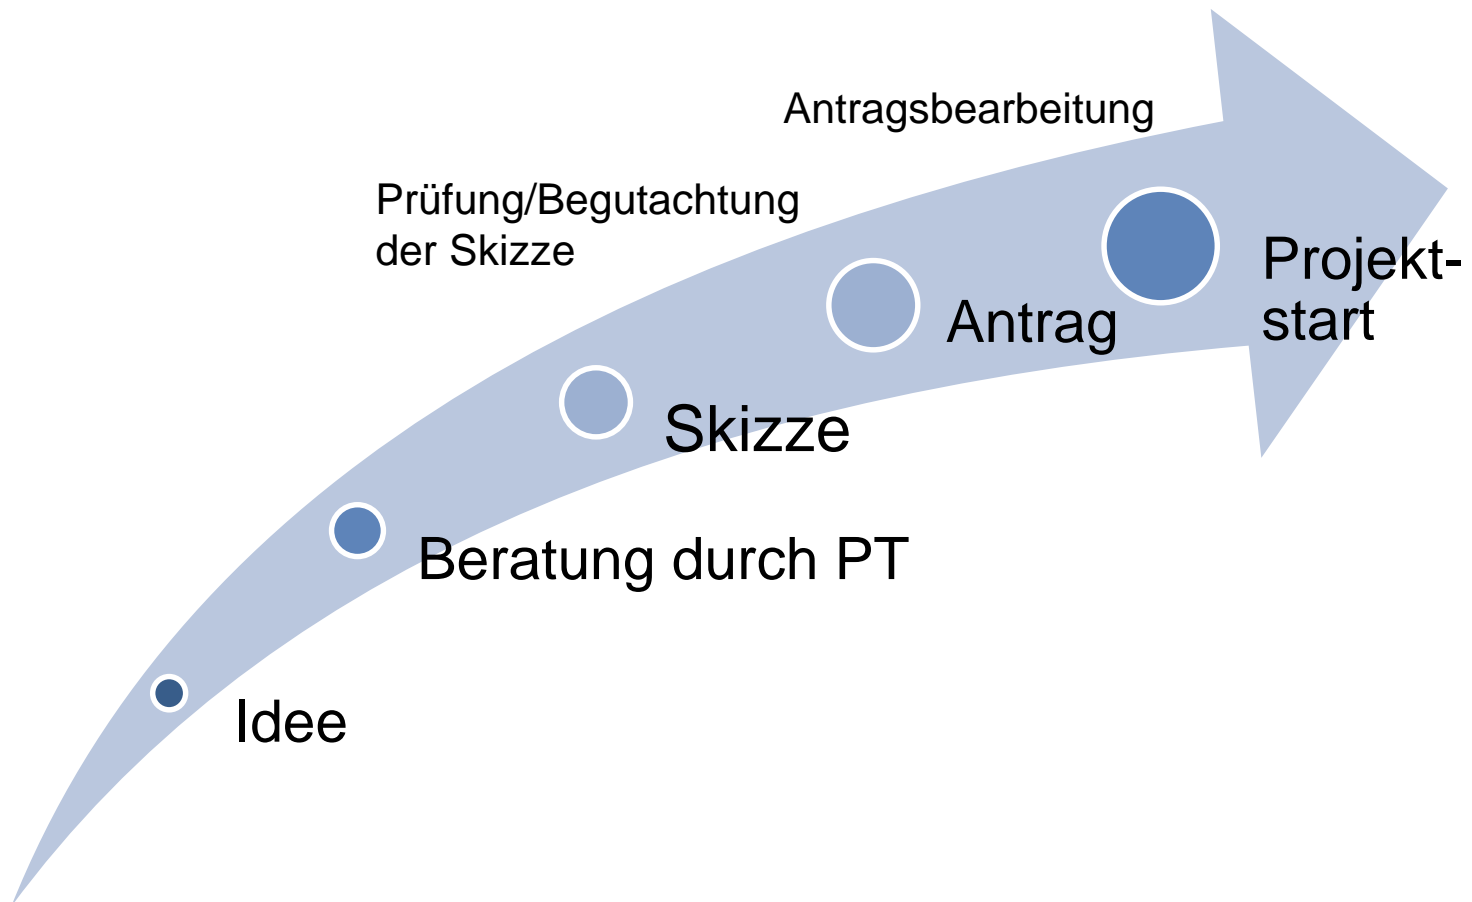 Antragsbearbeitung
Prüfung/Begutachtung
der Skizze
Projekt-
start
Antrag
Skizze
Beratung durch PT
Idee